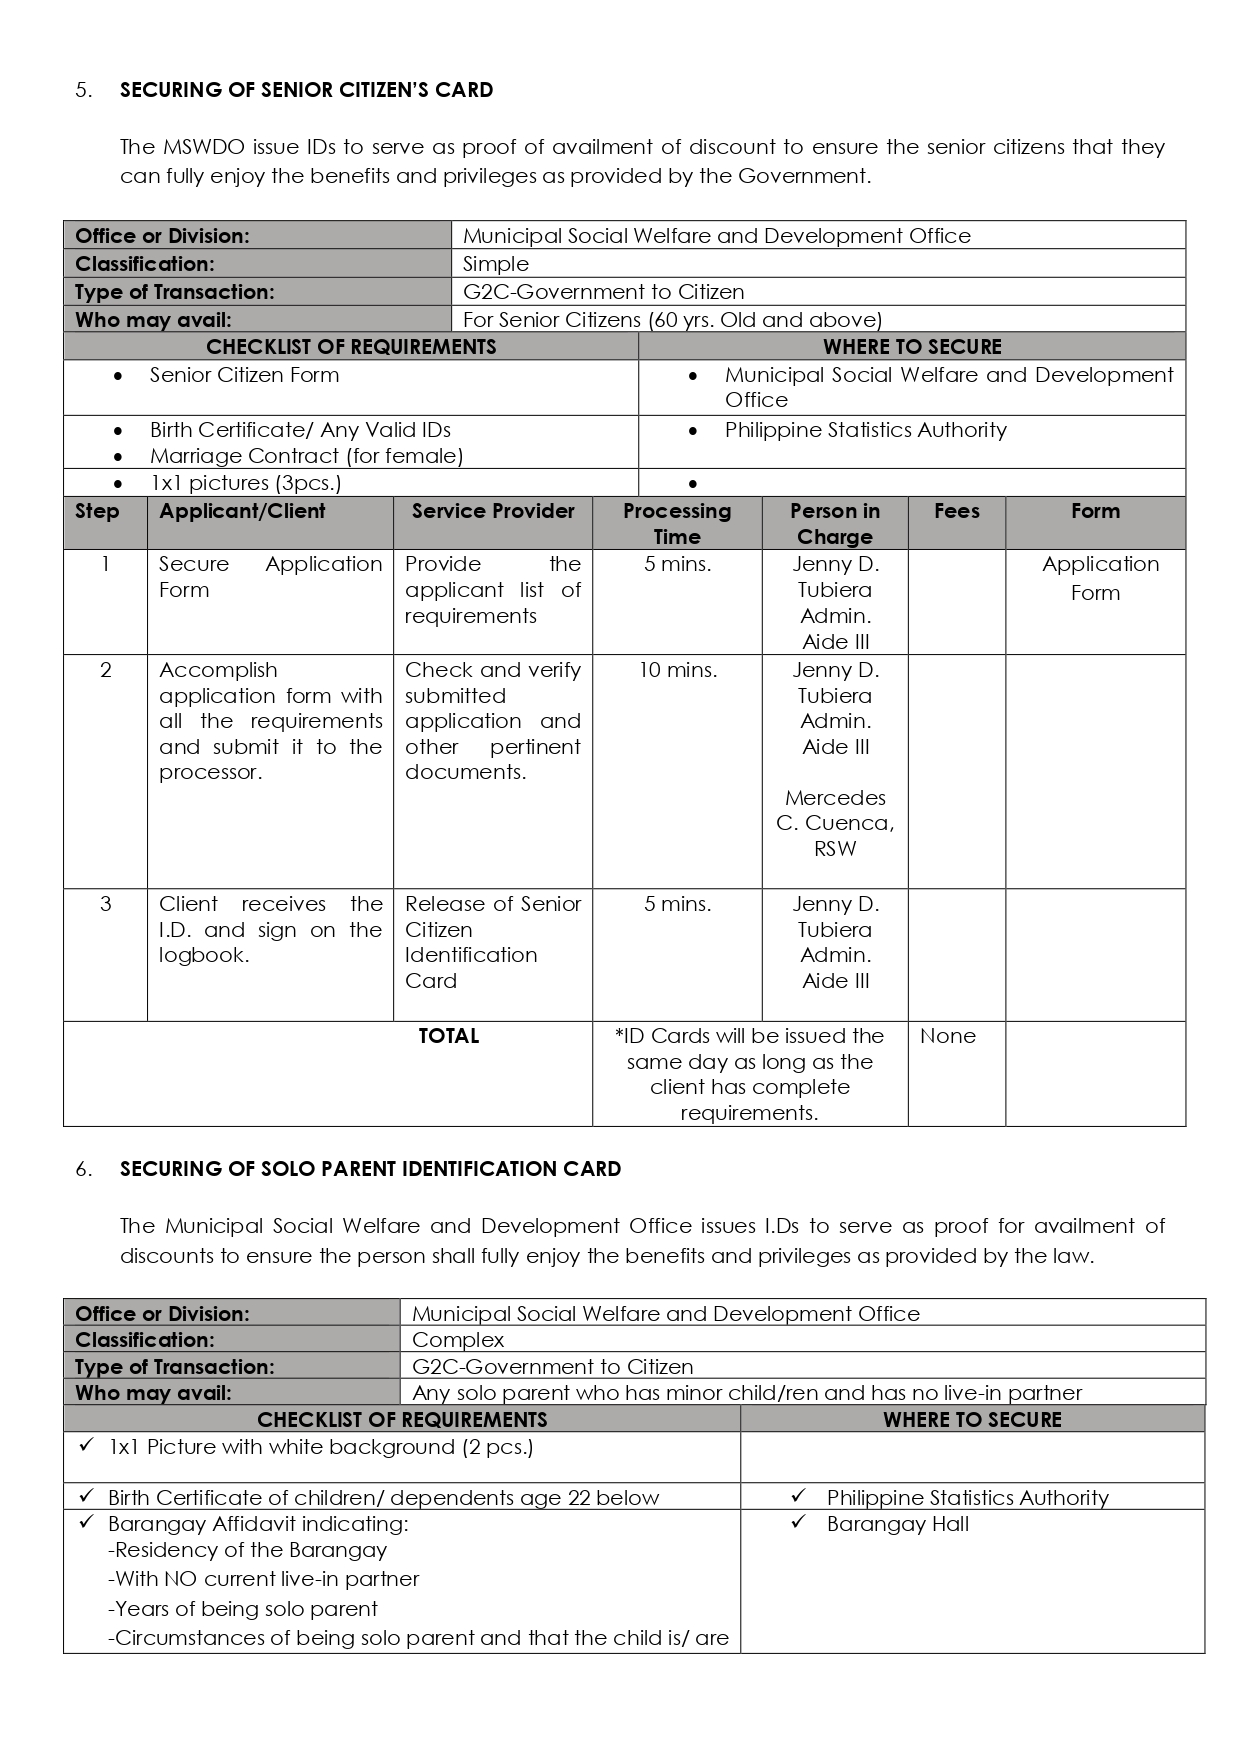 5. SECURING OF SENIOR CITIZEN'S CARD
The MSWDO issue IDs to serve as proof of availment of discount to ensure the senior citizens that they
can fully enjoy the benefits and privileges as provided by the Government.
Office or Division: Municipal Social Welfare and Development Office
Classification: Simple
Type of Transaction: G2C-Government to Citizen
Who may avail: For Senior Citizens (60 yrs. Old and above)
CHECKLIST OF REQUIREMENTS WHERE TO SECURE
• Senior Citizen Form
• Municipal Social Welfare and Development
Office
• Birth Certificate/ Any Valid IDs
• Marriage Contract (for female)
• Philippine Statistics Authority
• 1x1 pictures (3pcs.)
•
Step
Applicant/Client
Service Provider
Processing
Time
Person in
Charge
Fees
Form
1
Secure Application
Form
Provide the
applicant list of
requirements
5 mins.
Jenny D.
Tubiera
Admin.
Aide III
Application
Form
2
Accomplish
application form with
all the requirements
and submit it to the
processor.
Check and verify
submitted
application and
other pertinent
documents.
10 mins.
Jenny D.
Tubiera
Admin.
Aide III
Mercedes
C. Cuenca,
RSW
3
Client receives the
I.D. and sign on the
logbook.
Release of Senior
Citizen
Identification
Card
5 mins.
Jenny D.
Tubiera
Admin.
Aide III
TOTAL
*ID Cards will be issued the
same day as long as the
client has complete
requirements.
None
6. SECURING OF SOLO PARENT IDENTIFICATION CARD
The Municipal Social Welfare and Development Office issues I.Ds to serve as proof for availment of
discounts to ensure the person shall fully enjoy the benefits and privileges as provided by the law.
Office or Division: Municipal Social Welfare and Development Office
Classification: Complex
Type of Transaction: G2C-Government to Citizen
Who may avail: Any solo parent who has minor child/ren and has no live-in partner
CHECKLIST OF REQUIREMENTS WHERE TO SECURE
✓ 1x1 Picture with white background (2 pcs.)
✓ Birth Certificate of children/ dependents age 22 below
✓ Philippine Statistics Authority
✓ Barangay Affidavit indicating:
-Residency of the Barangay
-With NO current live-in partner
-Years of being solo parent
-Circumstances of being solo parent and that the child is/ are
✓ Barangay Hall